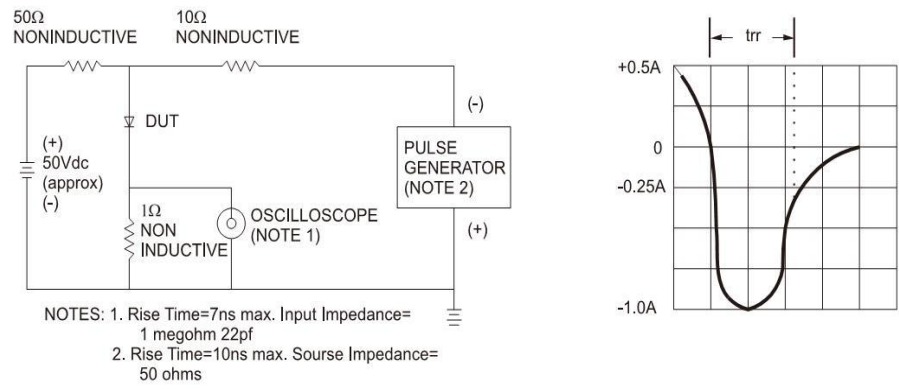 50Ω
NONINDUCTIVE
10Ω
NONINDUCTIVE
DUT
(+)
50Vdc
(approx)
(-)
1Ω
NON
INDUCTIVE
OSCILLOSCOPE
(NOTE 1)
(-)
PULSE
GENERATOR
(NOTE 2)
(+)
NOTES: 1. Rise Time=7ns max. Input Impedance=
1 megohm 22pf
2. Rise Time=10ns max. Sourse Impedance=
50 ohms
trr
+0.5A
0
-0.25A
-1.0A